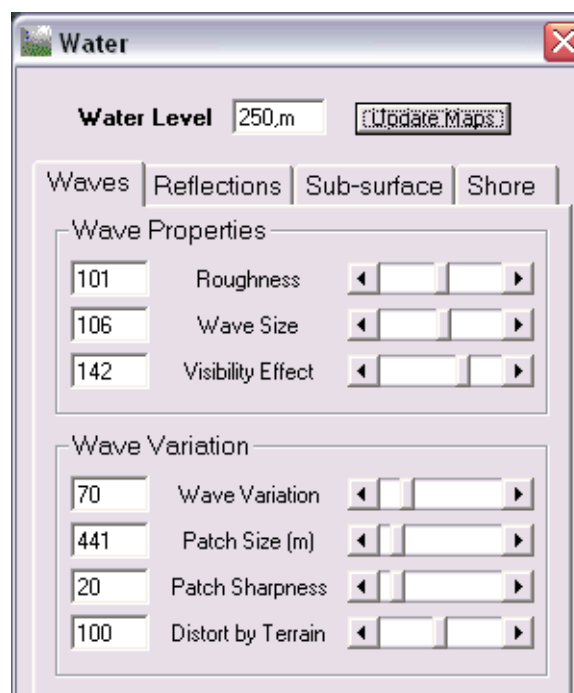 Water
Water Level 250,m Update Maps
Waves Reflections Sub-surface Shore
Wave Properties
101 Roughness
106 Wave Size
142 Visibility Effect
Wave Variation
70 Wave Variation
441 Patch Size (m)
20 Patch Sharpness
100 Distort by Terrain